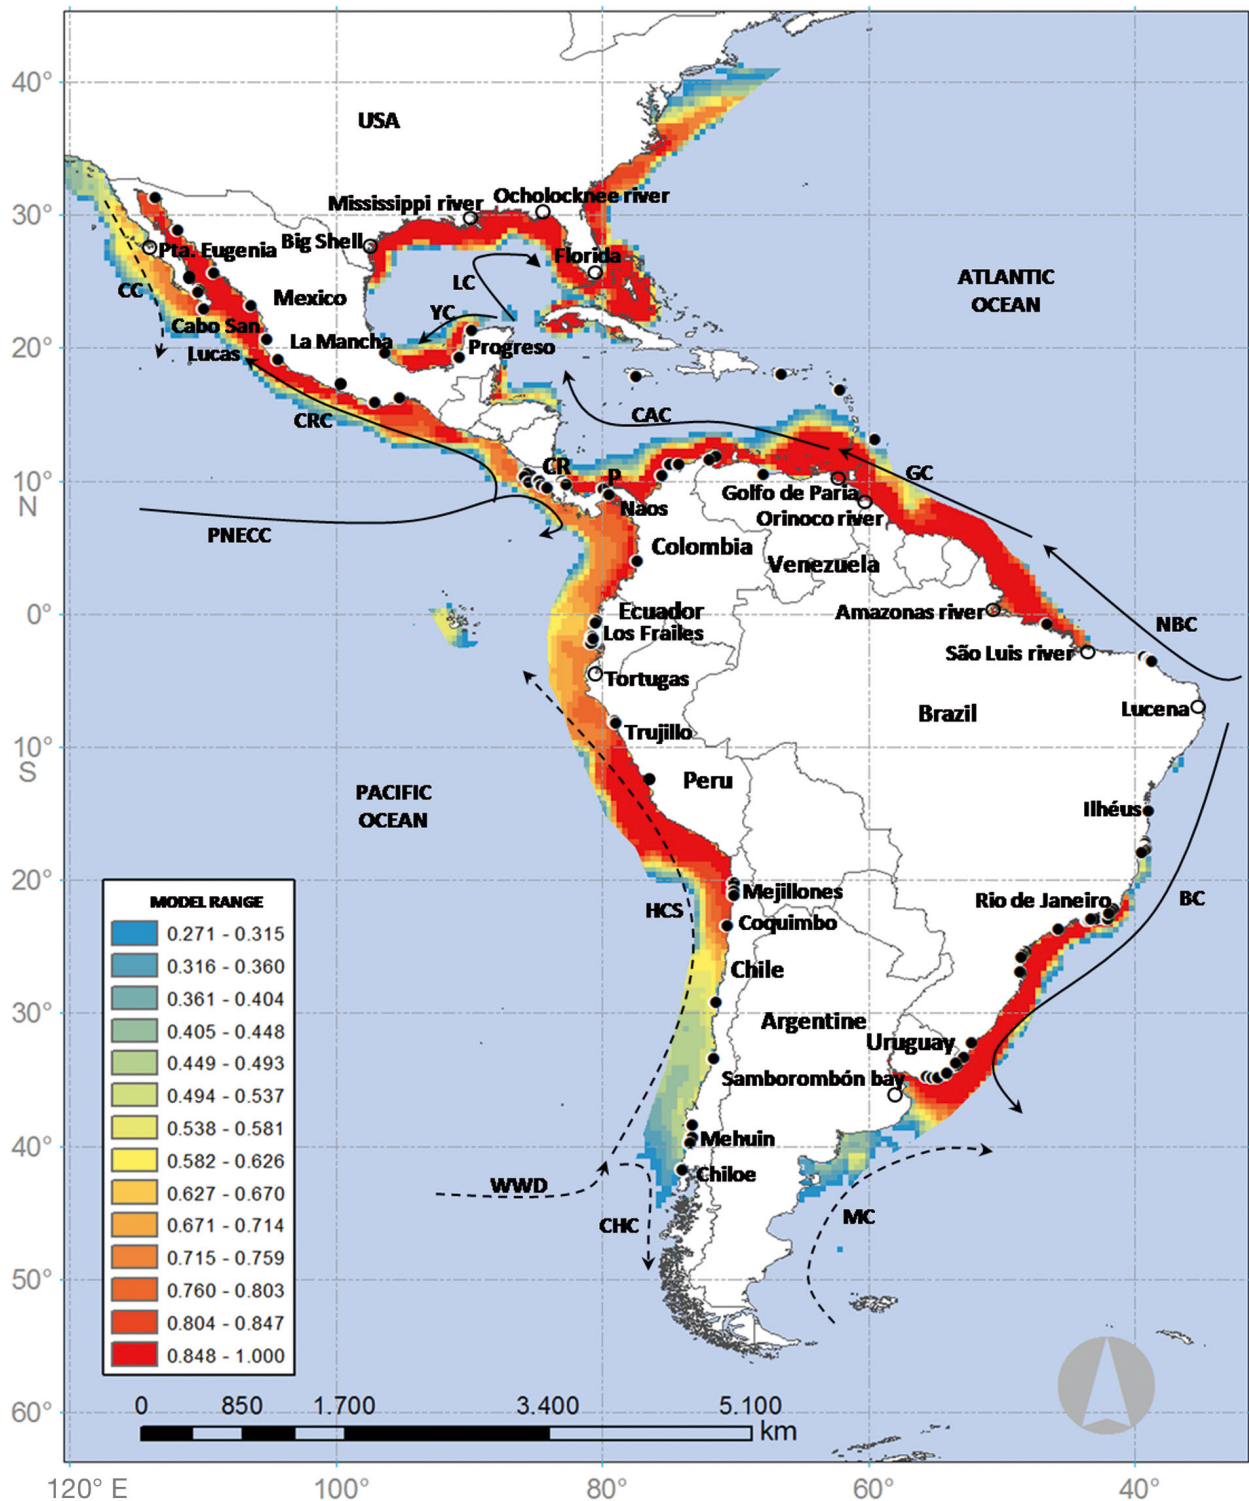 40°
USA
30°
Mississippi river
Ocholocknee river
Big Shell
Pta. Eugenia
Florida
ATLANTIC
OCEAN
CC
Mexico
LC
YC
Cabo San
Lucas
La Mancha
Progreso
20°
CRC
CAC
CR
P
GC
10°
N
Naos
Golfo de Paria
Orinoco river
PNECC
Colombia
Venezuela
0°
Ecuador
Los Frailes
Amazonas river
NBC
São Luis river
Tortugas
Lucena
Brazil
Trujillo
10°
S
Peru
PACIFIC
OCEAN
Ilhéus
20°
Mejillones
HCS
Coquimbo
Rio de Janeiro
BC
Chile
30°
Argentine
Uruguay
Samborombón bay
40°
Mehuin
Chiloe
WWD
CHC
MC
50°
60°
MODEL RANGE
0.271 - 0.315
0.316 - 0.360
0.361 - 0.404
0.405 - 0.448
0.449 - 0.493
0.494 - 0.537
0.538 - 0.581
0.582 - 0.626
0.627 - 0.670
0.671 - 0.714
0.715 - 0.759
0.760 - 0.803
0.804 - 0.847
0.848 - 1.000
0 850 1.700 3.400 5.100
km
120° E 100° 80° 60° 40°